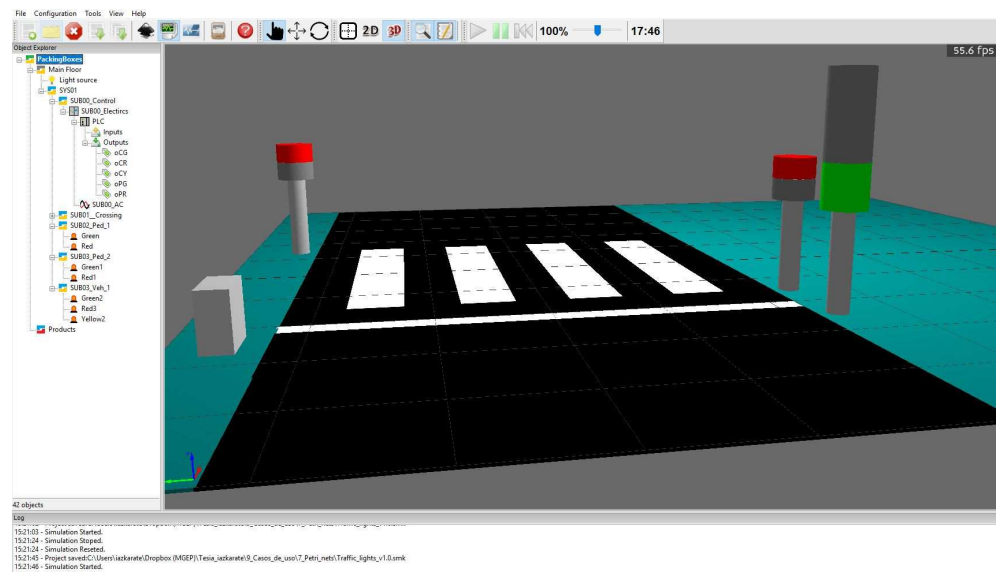 File Configuration Tools View Help
2D 3D 100% 17:46
Object Explorer
PackingBoxes
Main Floor
Light source
SYS01
SUB00_Control
SUB00_Electircs
PLC
Inputs
Outputs
oCG
oCR
oCY
oPG
oPR
SUB00_AC
SUB01__Crossing
SUB02_Ped_1
Green
Red
SUB03_Ped_2
Green1
Red1
SUB03_Veh_1
Green2
Red3
Yellow2
Products
42 objects
55.6 fps
Log
15:21:03 - Simulation Started.
15:21:24 - Simulation Stoped.
15:21:24 - Simulation Reseted.
15:21:45 - Project saved:C:\Users\iazkarate\Dropbox (MGEP)\Tesia_iazkarate\9_Casos_de_uso\7_Petri_nets\Traffic_lights_v1.0.smk
15:21:46 - Simulation Started.